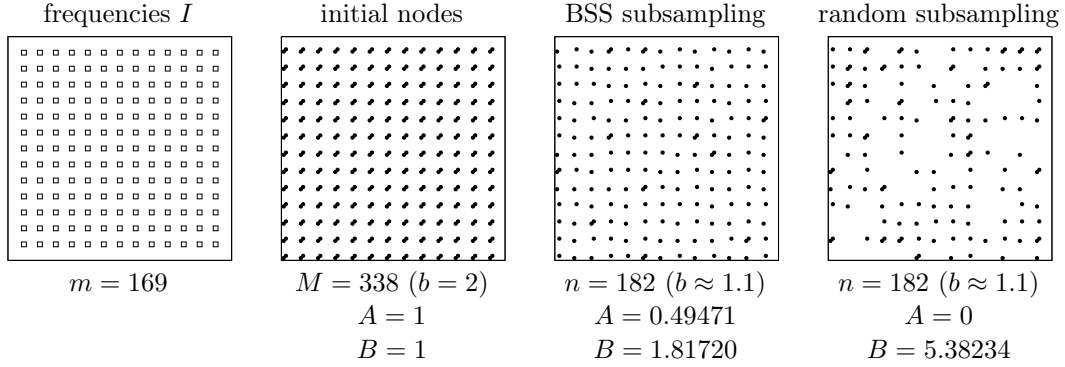 frequencies I initial nodes BSS subsampling random subsampling
m = 169 M = 338 (b = 2) n = 182 (b ≈ 1.1) n = 182 (b ≈ 1.1)
A = 1 A = 0.49471 A = 0
B = 1 B = 1.81720 B = 5.38234